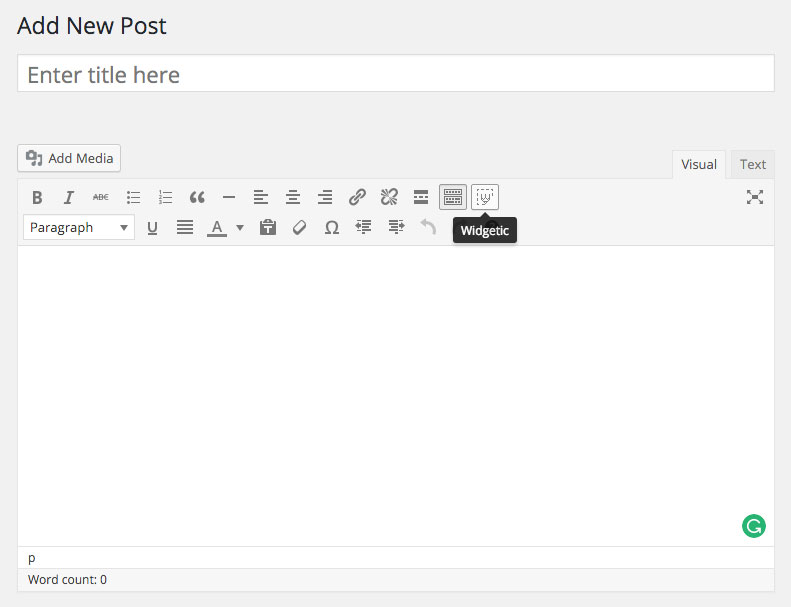 Add New Post
Enter title here
Add Media
Visual Text
B I ABC
Paragraph U A T Ω
Widgetic
p
Word count: 0